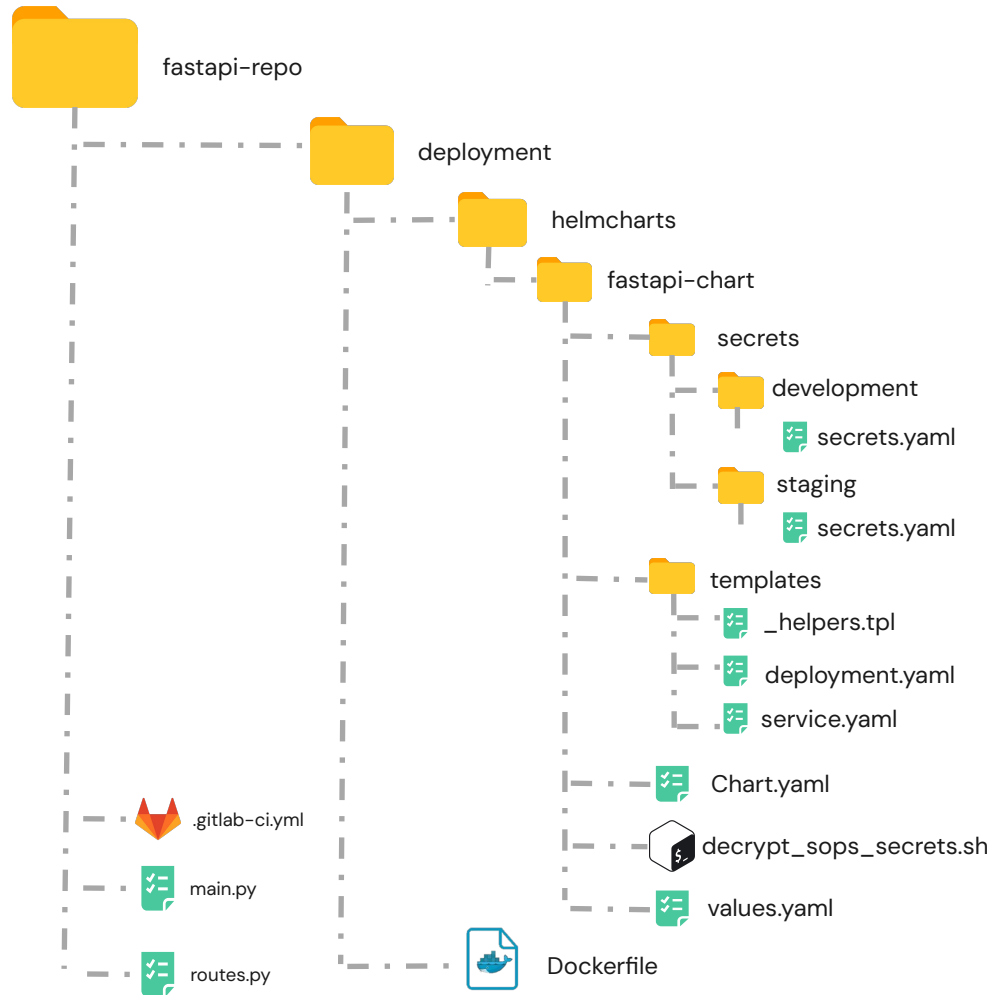 fastapi-repo
deployment
helmcharts
fastapi-chart
secrets
development
secrets.yaml
staging
secrets.yaml
templates
_helpers.tpl
deployment.yaml
service.yaml
Chart.yaml
.gitlab-ci.yml
$_
decrypt_sops_secrets.sh
main.py
values.yaml
Dockerfile
routes.py